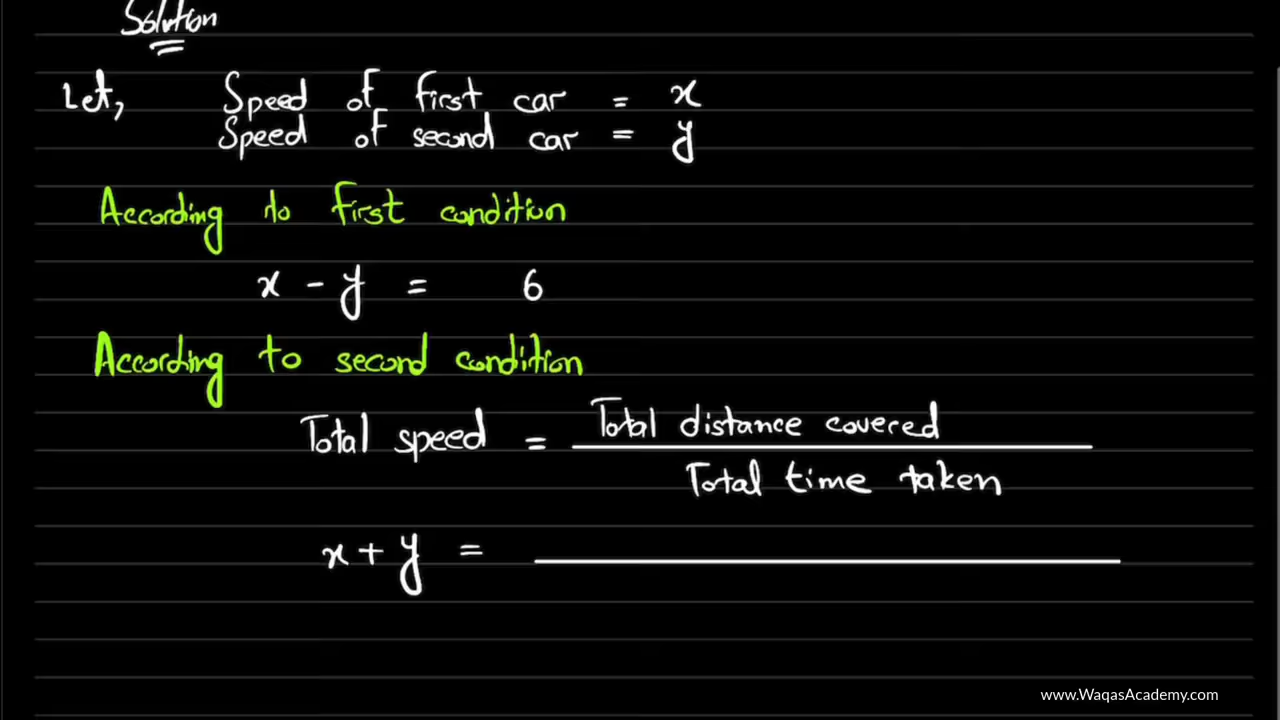 Solution
Let, Speed of first car = x
Speed of second car = y
According to first condition
x - y = 6
According to second condition
Total speed = Total distance covered
Total time taken
x + y =
www.WaqasAcademy.com